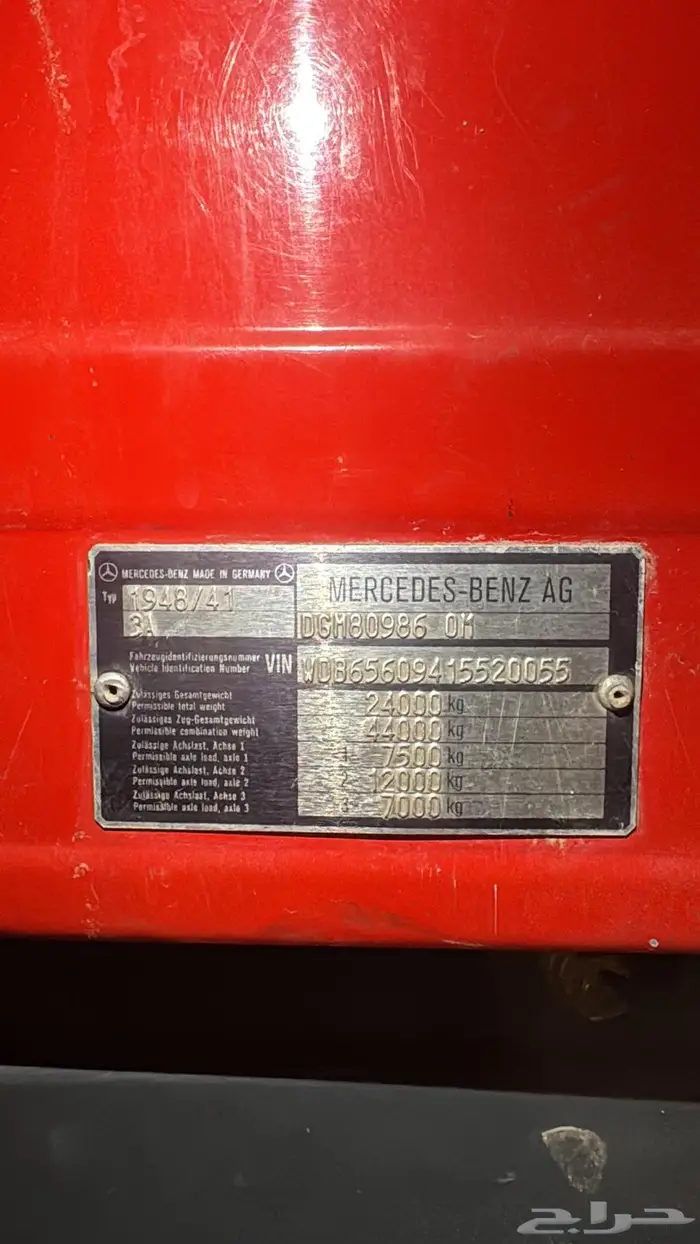 MERCEDES-BENZ MADE IN GERMANY
MERCEDES-BENZ AG
Typ 1948/41
3A DGM80986 OM
Fahrzeugidentifizierungsnummer
Vehicle Identification Number VIN WDB65609415520055
Zulässiges Gesamtgewicht
Permissible total weight 24000 kg
Zulässiges Zug-Gesamtgewicht
Permissible combination weight 44000 kg
Zulässige Achslast, Achse 1
Permissible axle load, axle 1 1 7500 kg
Zulässige Achslast, Achse 2
Permissible axle load, axle 2 2 12000 kg
Zulässige Achslast, Achse 3
Permissible axle load, axle 3 3 7000 kg
حراج